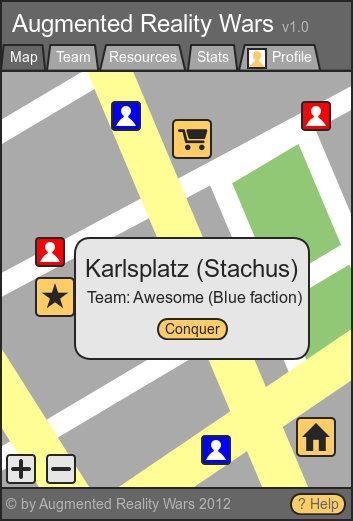 Augmented Reality Wars v1.0
Map Team Resources Stats Profile
Karlsplatz (Stachus)
Team: Awesome (Blue faction)
Conquer
© by Augmented Reality Wars 2012 ? Help